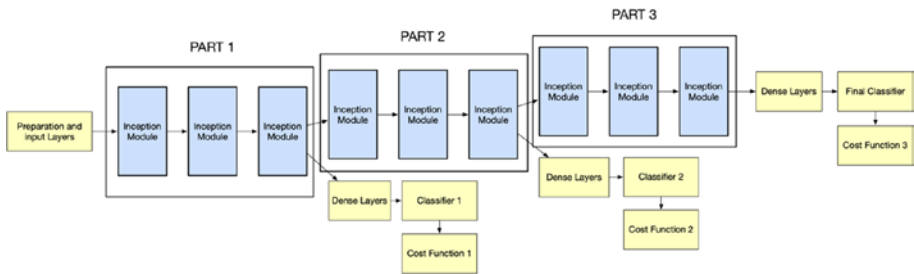 PART 1
PART 2
PART 3
Preparation and
input Layers
Inception
Module
Inception
Module
Inception
Module
Inception
Module
Inception
Module
Inception
Module
Inception
Module
Inception
Module
Inception
Module
Dense Layers
Final Classifier
Cost Function 3
Dense Layers
Classifier 1
Cost Function 1
Dense Layers
Classifier 2
Cost Function 2